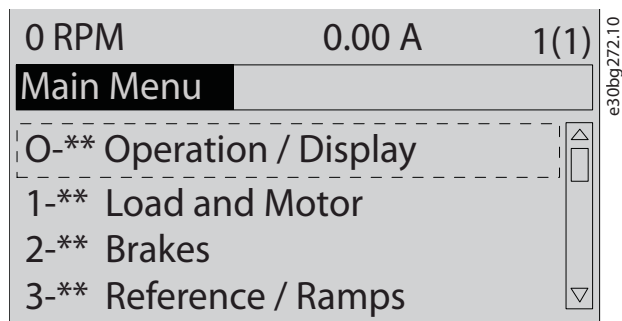 0 RPM 0.00 A 1(1)
Main Menu
O-** Operation / Display
1-** Load and Motor
2-** Brakes
3-** Reference / Ramps
e30bg272.10